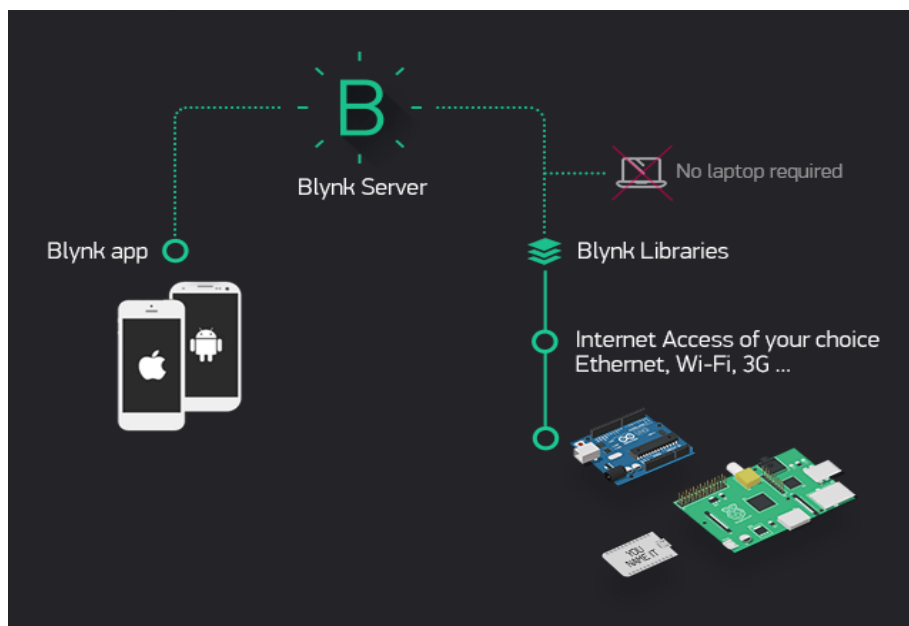 B
Blynk Server
No laptop required
Blynk app
Blynk Libraries
Internet Access of your choice
Ethernet, Wi-Fi, 3G ...
YOU
NAME IT